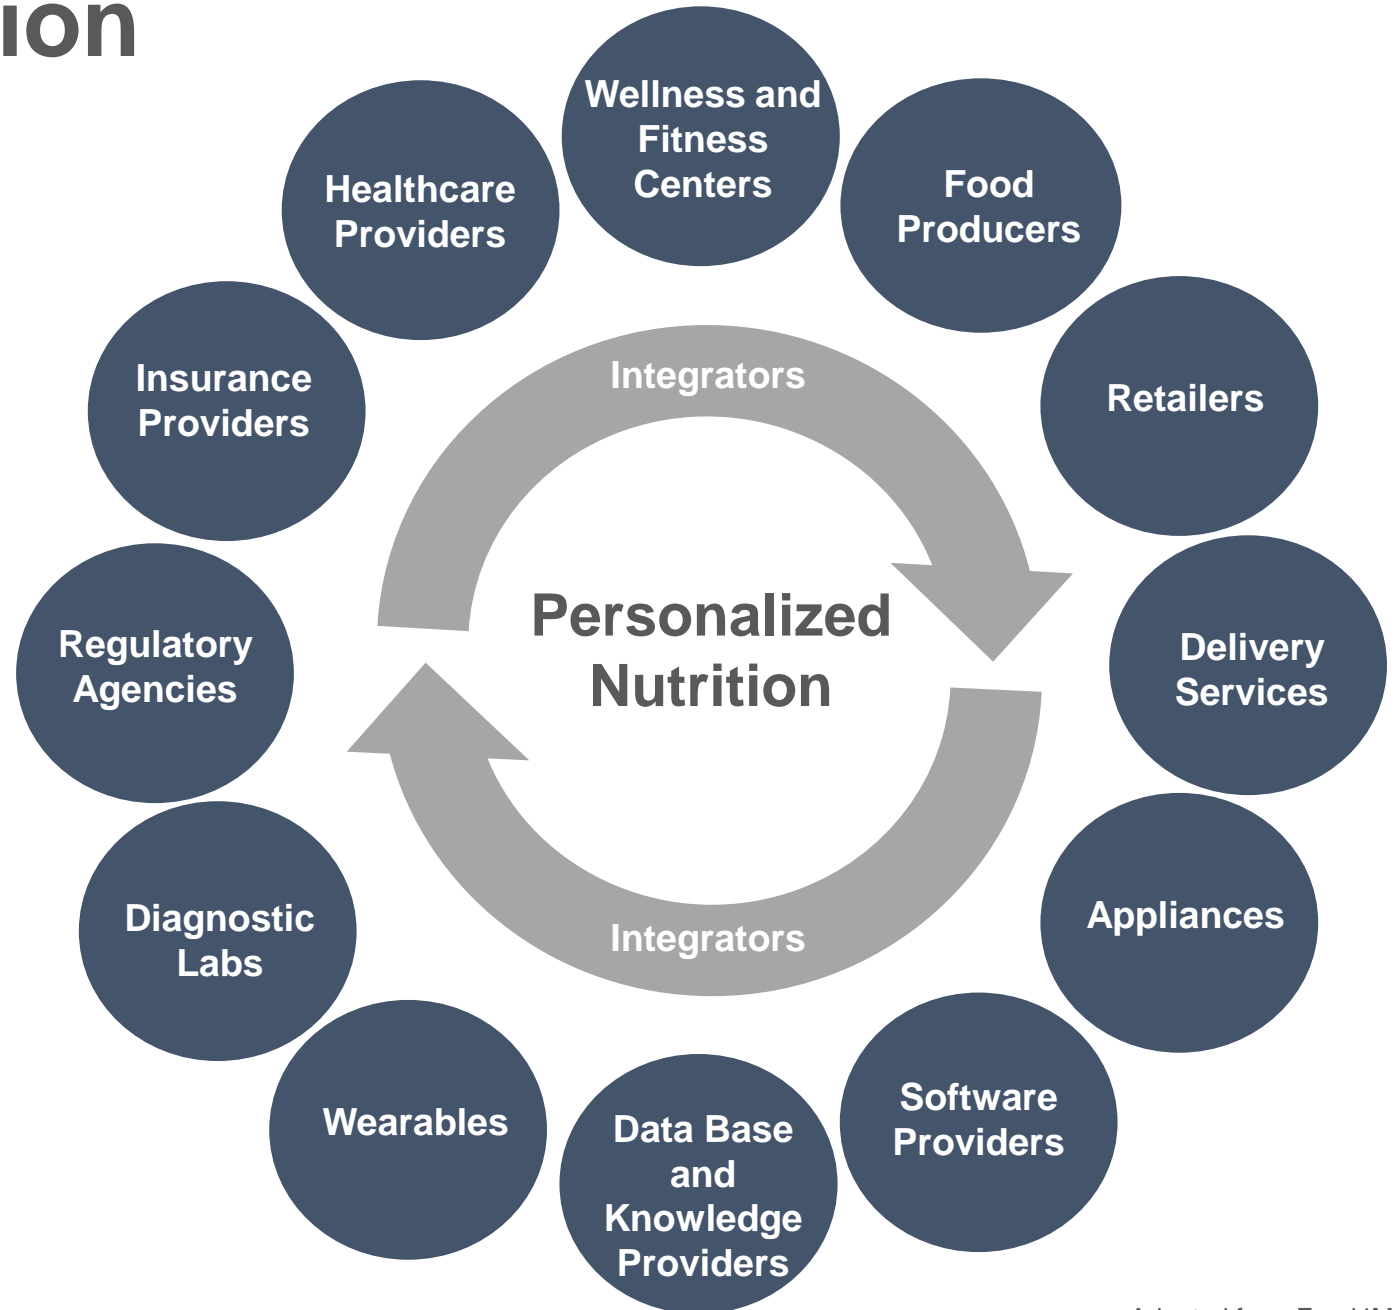 Wellness and
Fitness
Centers
Food
Producers
Retailers
Delivery
Services
Appliances
Software
Providers
Data Base
and
Knowledge
Providers
Wearables
Diagnostic
Labs
Regulatory
Agencies
Insurance
Providers
Healthcare
Providers
Integrators
Personalized
Nutrition
Integrators